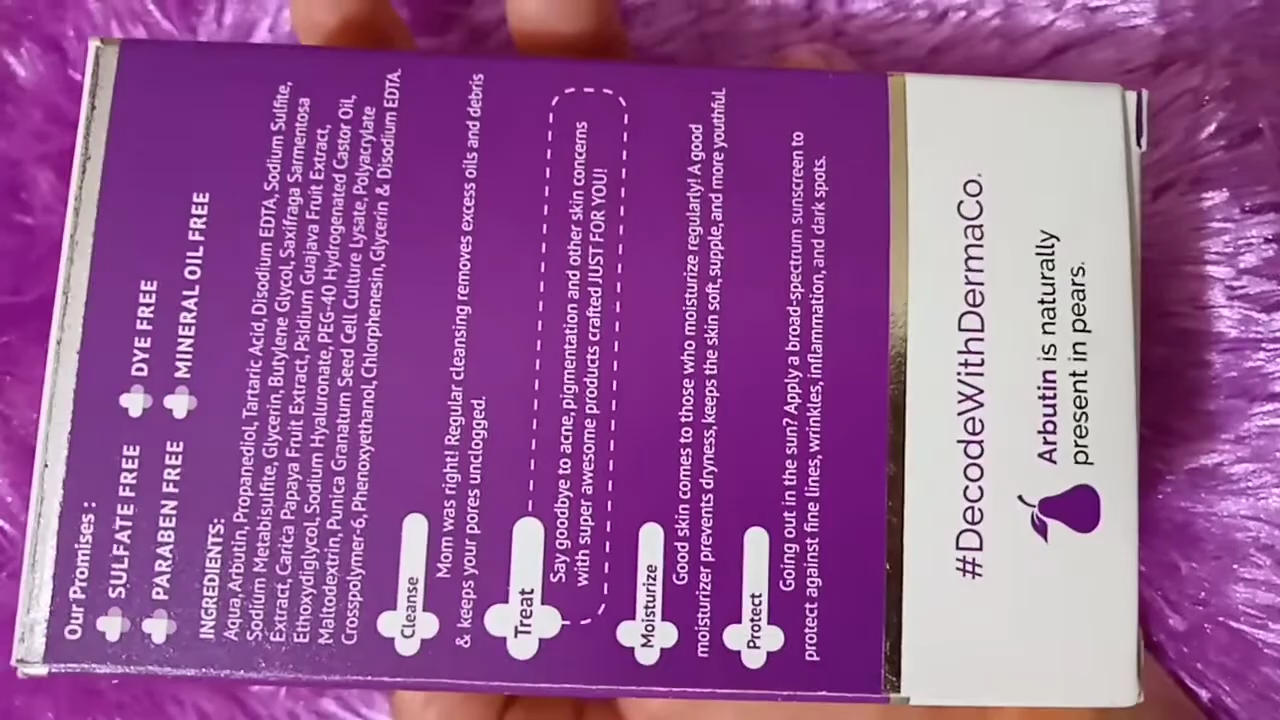 Our Promises :
SULFATE FREE
DYE FREE
PARABEN FREE
MINERAL OIL FREE
INGREDIENTS:
Aqua, Arbutin, Propanediol, Tartaric Acid, Disodium EDTA, Sodium Sulfite,
Sodium Metabisulfite, Glycerin, Butylene Glycol, Saxifraga Sarmentosa
Extract, Carica Papaya Fruit Extract, Psidium Guajava Fruit Extract,
Ethoxydiglycol, Sodium Hyaluronate, PEG-40 Hydrogenated Castor Oil,
Maltodextrin, Punica Granatum Seed Cell Culture Lysate, Polyacrylate
Crosspolymer-6, Phenoxyethanol, Chlorphenesin, Glycerin & Disodium EDTA.
Cleanse
Mom was right! Regular cleansing removes excess oils and debris
& keeps your pores unclogged.
Treat
Say goodbye to acne, pigmentation and other skin concerns
with super awesome products crafted JUST FOR YOU!
Moisturize
Good skin comes to those who moisturize regularly! A good
moisturizer prevents dryness, keeps the skin soft, supple, and more youthful.
Protect
Going out in the sun? Apply a broad-spectrum sunscreen to
protect against fine lines, wrinkles, inflammation, and dark spots.
#DecodeWithDermaCo.
Arbutin is naturally
present in pears.